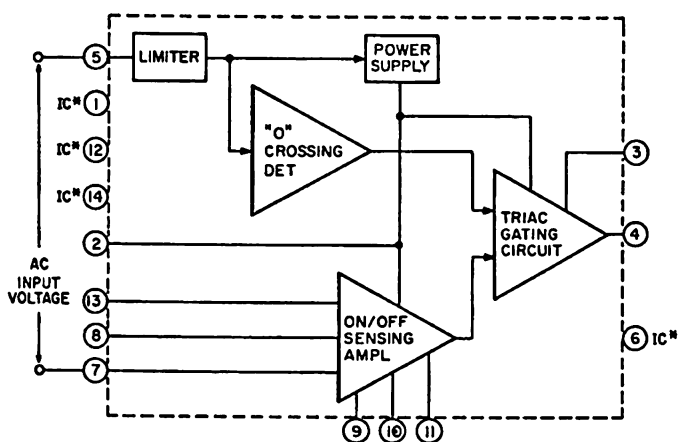 5
LIMITER
POWER
SUPPLY
IC* 1
"O"
CROSSING
DET
IC* 12
3
IC* 14
TRIAC
GATING
CIRCUIT
4
2
AC
INPUT
VOLTAGE
13
ON/OFF
SENSING
AMPL
8
6 IC*
7
9
10
11